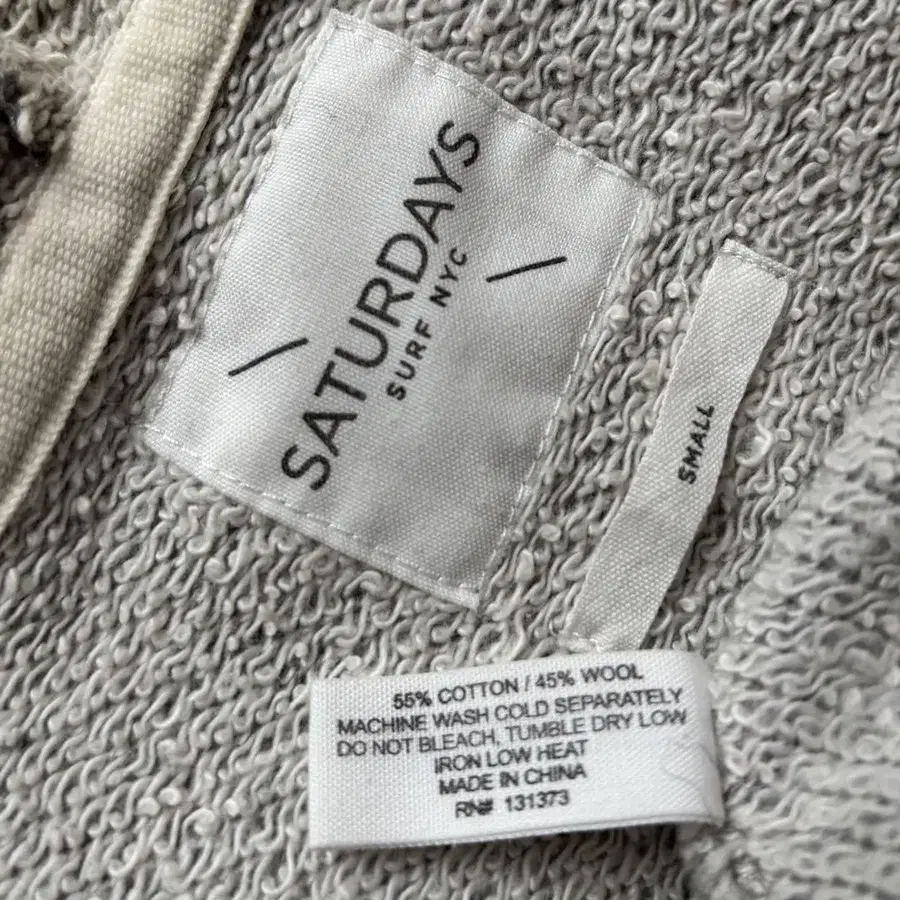 SATURDAYS
SURF NYC
SMALL
55% COTTON / 45% WOOL
MACHINE WASH COLD SEPARATELY
DO NOT BLEACH, TUMBLE DRY LOW
IRON LOW HEAT
MADE IN CHINA
RN# 131373